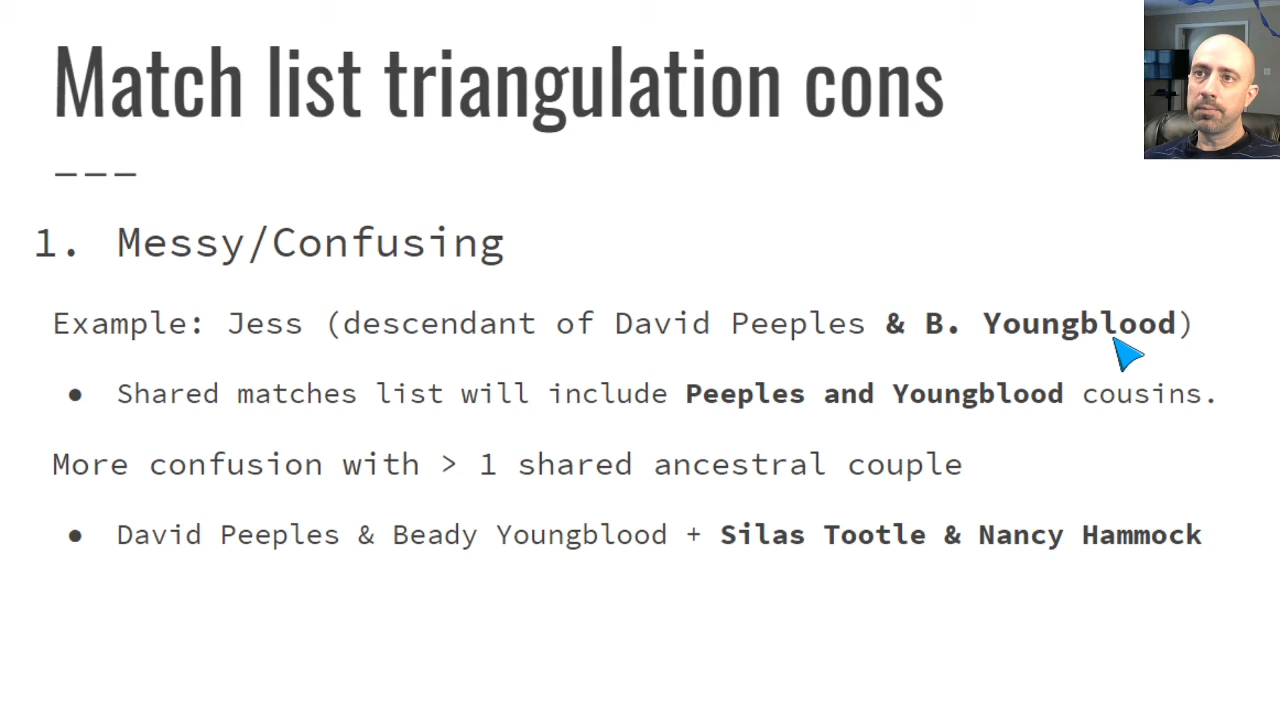 Match list triangulation cons
---
1. Messy/Confusing
Example: Jess (descendant of David Peeples & B. Youngblood)
● Shared matches list will include Peeples and Youngblood cousins.
More confusion with > 1 shared ancestral couple
● David Peeples & Beady Youngblood + Silas Tootle & Nancy Hammock